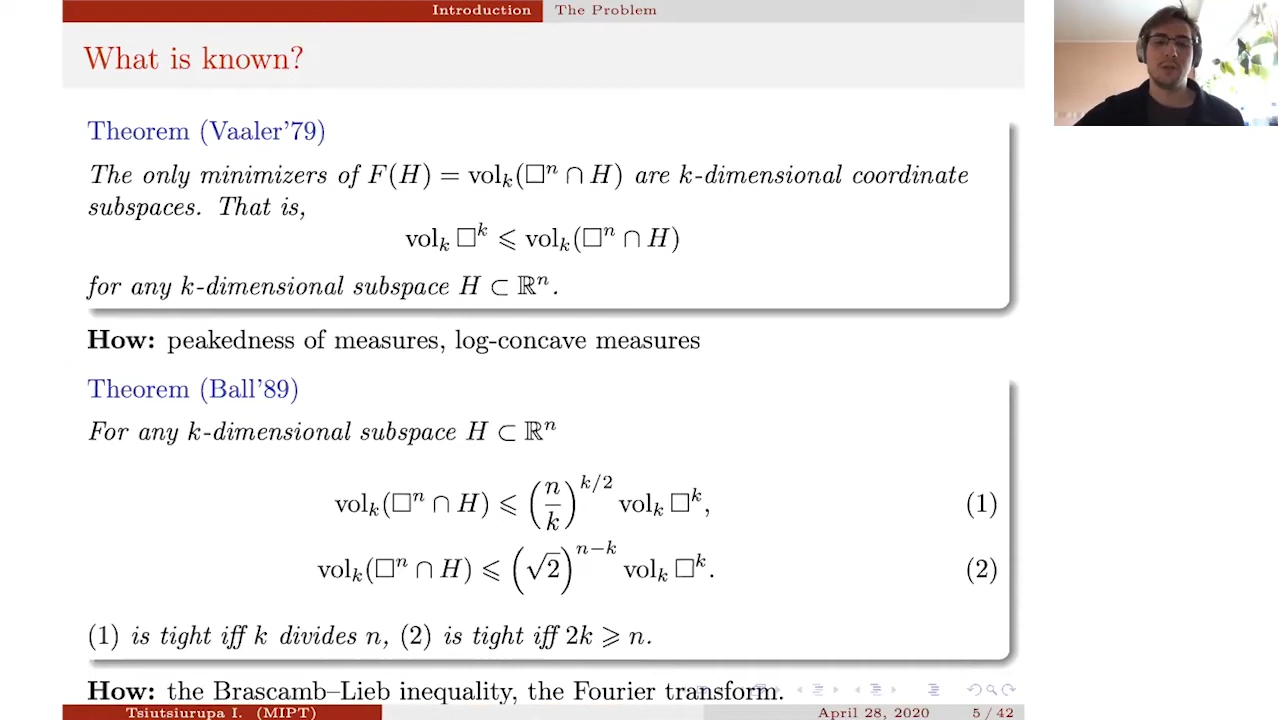 Introduction The Problem
What is known?
Theorem (Vaaler'79)
The only minimizers of F(H) = vol_k(□^n ∩ H) are k-dimensional coordinate
subspaces. That is,
vol_k □^k ⩽ vol_k(□^n ∩ H)
for any k-dimensional subspace H ⊂ ℝ^n.
How: peakedness of measures, log-concave measures
Theorem (Ball'89)
For any k-dimensional subspace H ⊂ ℝ^n
vol_k(□^n ∩ H) ⩽ (n/k)^{k/2} vol_k □^k, (1)
vol_k(□^n ∩ H) ⩽ (√2)^{n−k} vol_k □^k. (2)
(1) is tight iff k divides n, (2) is tight iff 2k ⩾ n.
How: the Brascamb–Lieb inequality, the Fourier transform.
Tsiutsiurupa I. (MIPT) April 28, 2020 5 / 42